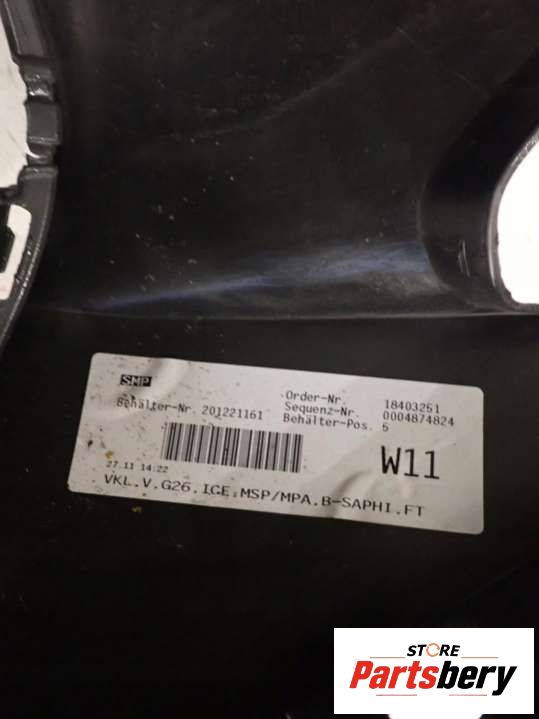 SMP
Behälter-Nr. 201221161
Order-Nr. 18403251
Sequenz-Nr. 0004874824
Behälter-Pos. 5
W11
27.11 14:22
VKL.V.G26.ICE.MSP/MPA.B-SAPHI.FT
STORE
Partsbery